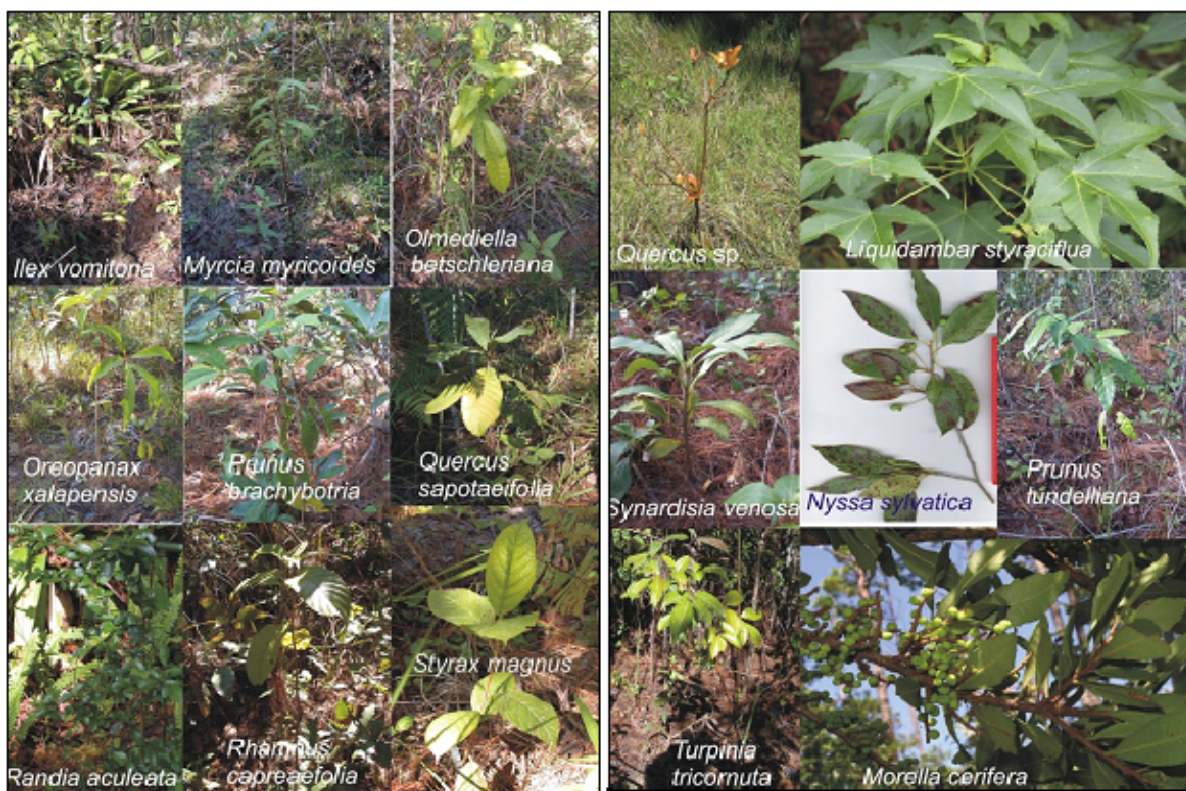 Ilex vomitoria
Myrcia myricoides
Olmediella
betschleriana
Oreopanax
xalapensis
Prunus
brachybotria
Quercus
sapotaeifolia
Randia aculeata
Rhamnus
capreaefolia
Styrax magnus
Quercus sp.
Liquidambar styraciflua
Synardisia venosa
Nyssa sylvatica
Prunus
lundelliana
Turpinia
tricornuta
Morella cerifera